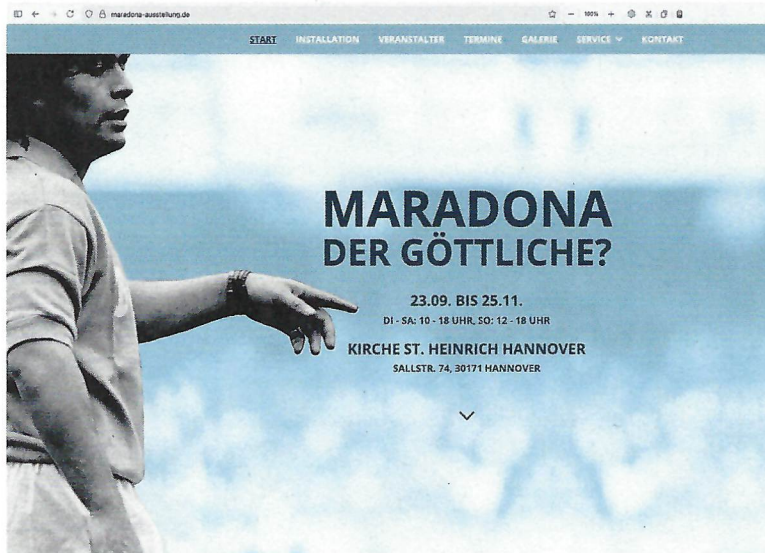 maradona-ausstellung.de
100%
START INSTALLATION VERANSTALTER TERMINE GALERIE SERVICE KONTAKT
MARADONA
DER GÖTTLICHE?
23.09. BIS 25.11.
DI - SA: 10 - 18 UHR, SO: 12 - 18 UHR
KIRCHE ST. HEINRICH HANNOVER
SALLSTR. 74, 30171 HANNOVER